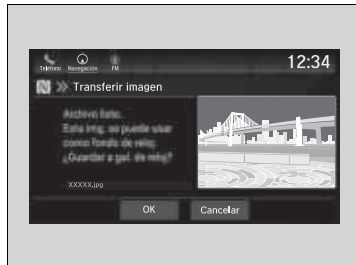 Teléfono Navegación FM
12:34
Transferir imagen
Archivo listo.
Esta img. se puede usar
como fondo de reloj.
¿Guardar a gal. de reloj?
XXXXX.jpg
OK Cancelar